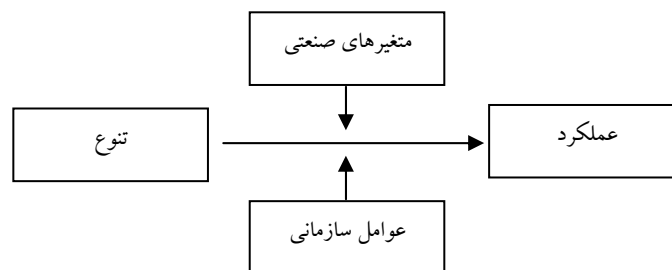 متغیرهای صنعتی
تنوع
عملکرد
عوامل سازمانی